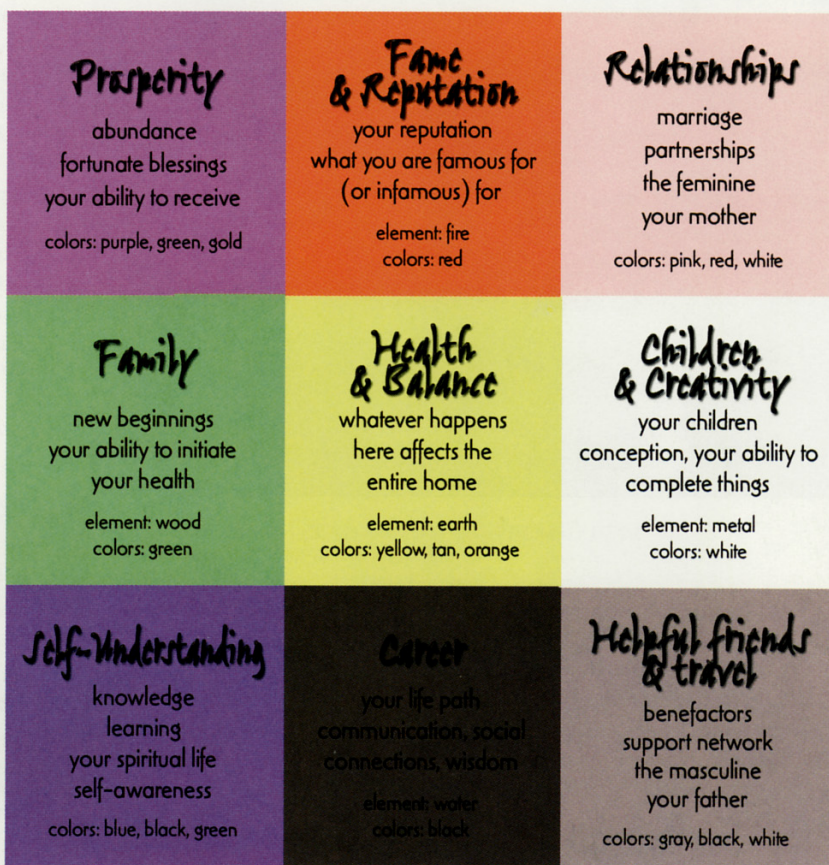 Prosperity
abundance
fortunate blessings
your ability to receive
colors: purple, green, gold
Fame
& Reputation
your reputation
what you are famous for
(or infamous) for
element: fire
colors: red
Relationships
marriage
partnerships
the feminine
your mother
colors: pink, red, white
Family
new beginnings
your ability to initiate
your health
element: wood
colors: green
Health
& Balance
whatever happens
here affects the
entire home
element: earth
colors: yellow, tan, orange
Children
& Creativity
your children
conception, your ability to
complete things
element: metal
colors: white
Self-Understanding
knowledge
learning
your spiritual life
self-awareness
colors: blue, black, green
Career
your life path
communication, social
connections, wisdom
element: water
colors: black
Helpful friends
& travel
benefactors
support network
the masculine
your father
colors: gray, black, white